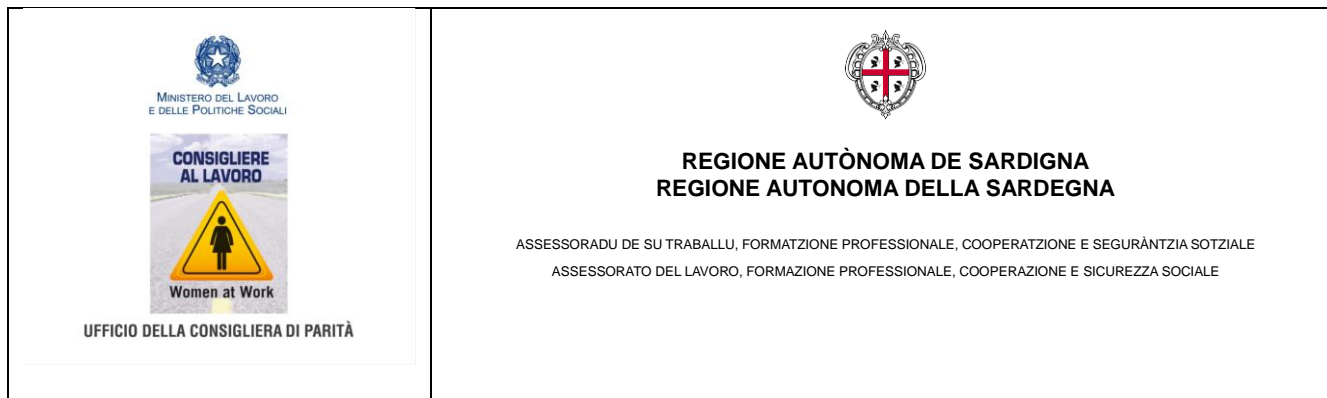 MINISTERO DEL LAVORO
E DELLE POLITICHE SOCIALI
CONSIGLIERE
AL LAVORO
Women at Work
UFFICIO DELLA CONSIGLIERA DI PARITÀ
REGIONE AUTÒNOMA DE SARDIGNA
REGIONE AUTONOMA DELLA SARDEGNA
ASSESSORADU DE SU TRABALLU, FORMATZIONE PROFESSIONALE, COOPERATZIONE E SEGURÀNTZIA SOTZIALE
ASSESSORATO DEL LAVORO, FORMAZIONE PROFESSIONALE, COOPERAZIONE E SICUREZZA SOCIALE